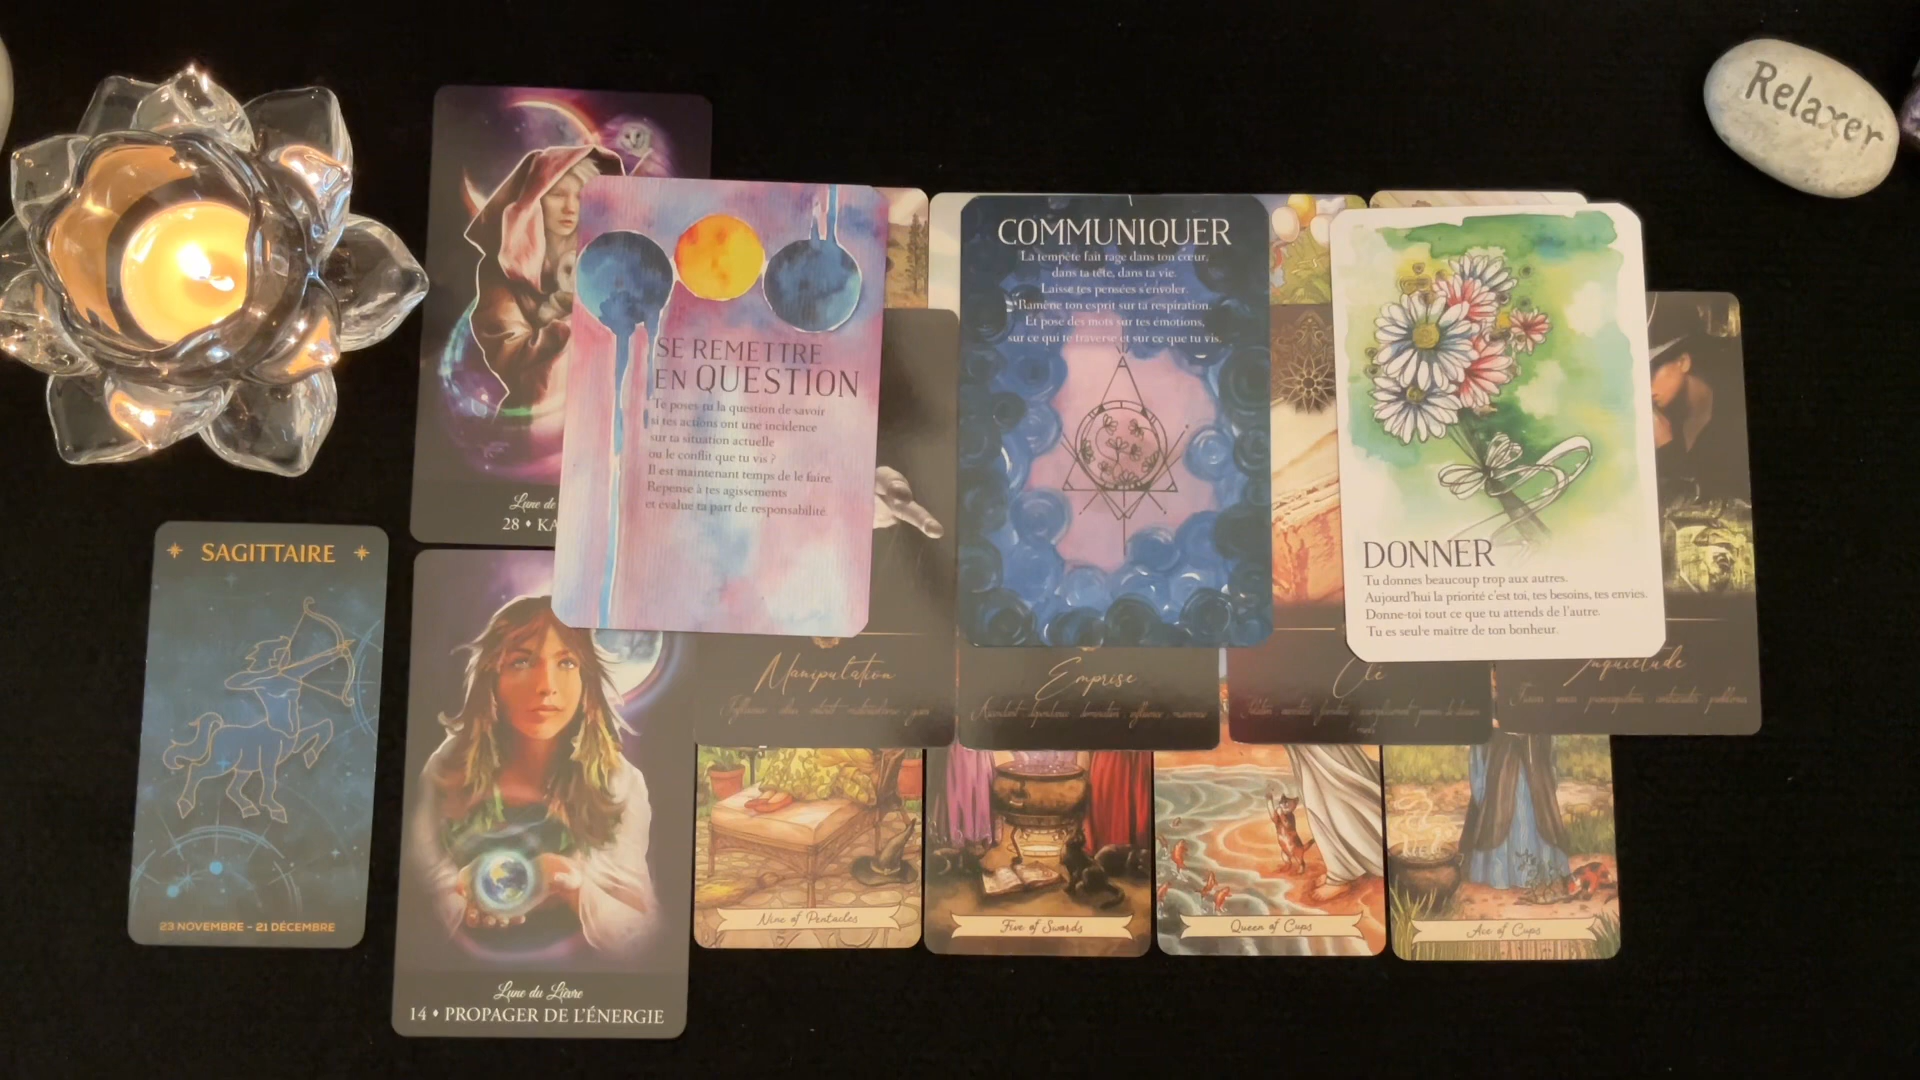 Relaxer
SAGITTAIRE
23 NOVEMBRE - 21 DÉCEMBRE
Lune de
28 • KA
Lune du Lièvre
14 • PROPAGER DE L'ÉNERGIE
SE REMETTRE
EN QUESTION
Te poses-tu la question de savoir
si tes actions ont une incidence
sur ta situation actuelle
ou le conflit que tu vis ?
Il est maintenant temps de le faire.
Repense à tes agissements
et évalue ta part de responsabilité.
COMMUNIQUER
La tempête fait rage dans ton cœur,
dans ta tête, dans ta vie.
Laisse tes pensées s'envoler.
Ramène ton esprit sur ta respiration.
Et pose des mots sur tes émotions,
sur ce qui te traverse et sur ce que tu vis.
DONNER
Tu donnes beaucoup trop aux autres.
Aujourd'hui la priorité c'est toi, tes besoins, tes envies.
Donne-toi tout ce que tu attends de l'autre.
Tu es seul·e maître de ton bonheur.
Manipulation
Emprise
Ascendant dépendance domination influence
Clé
Inquiétude
problèmes
Nine of Pentacles
Five of Swords
Queen of Cups
Ace of Cups